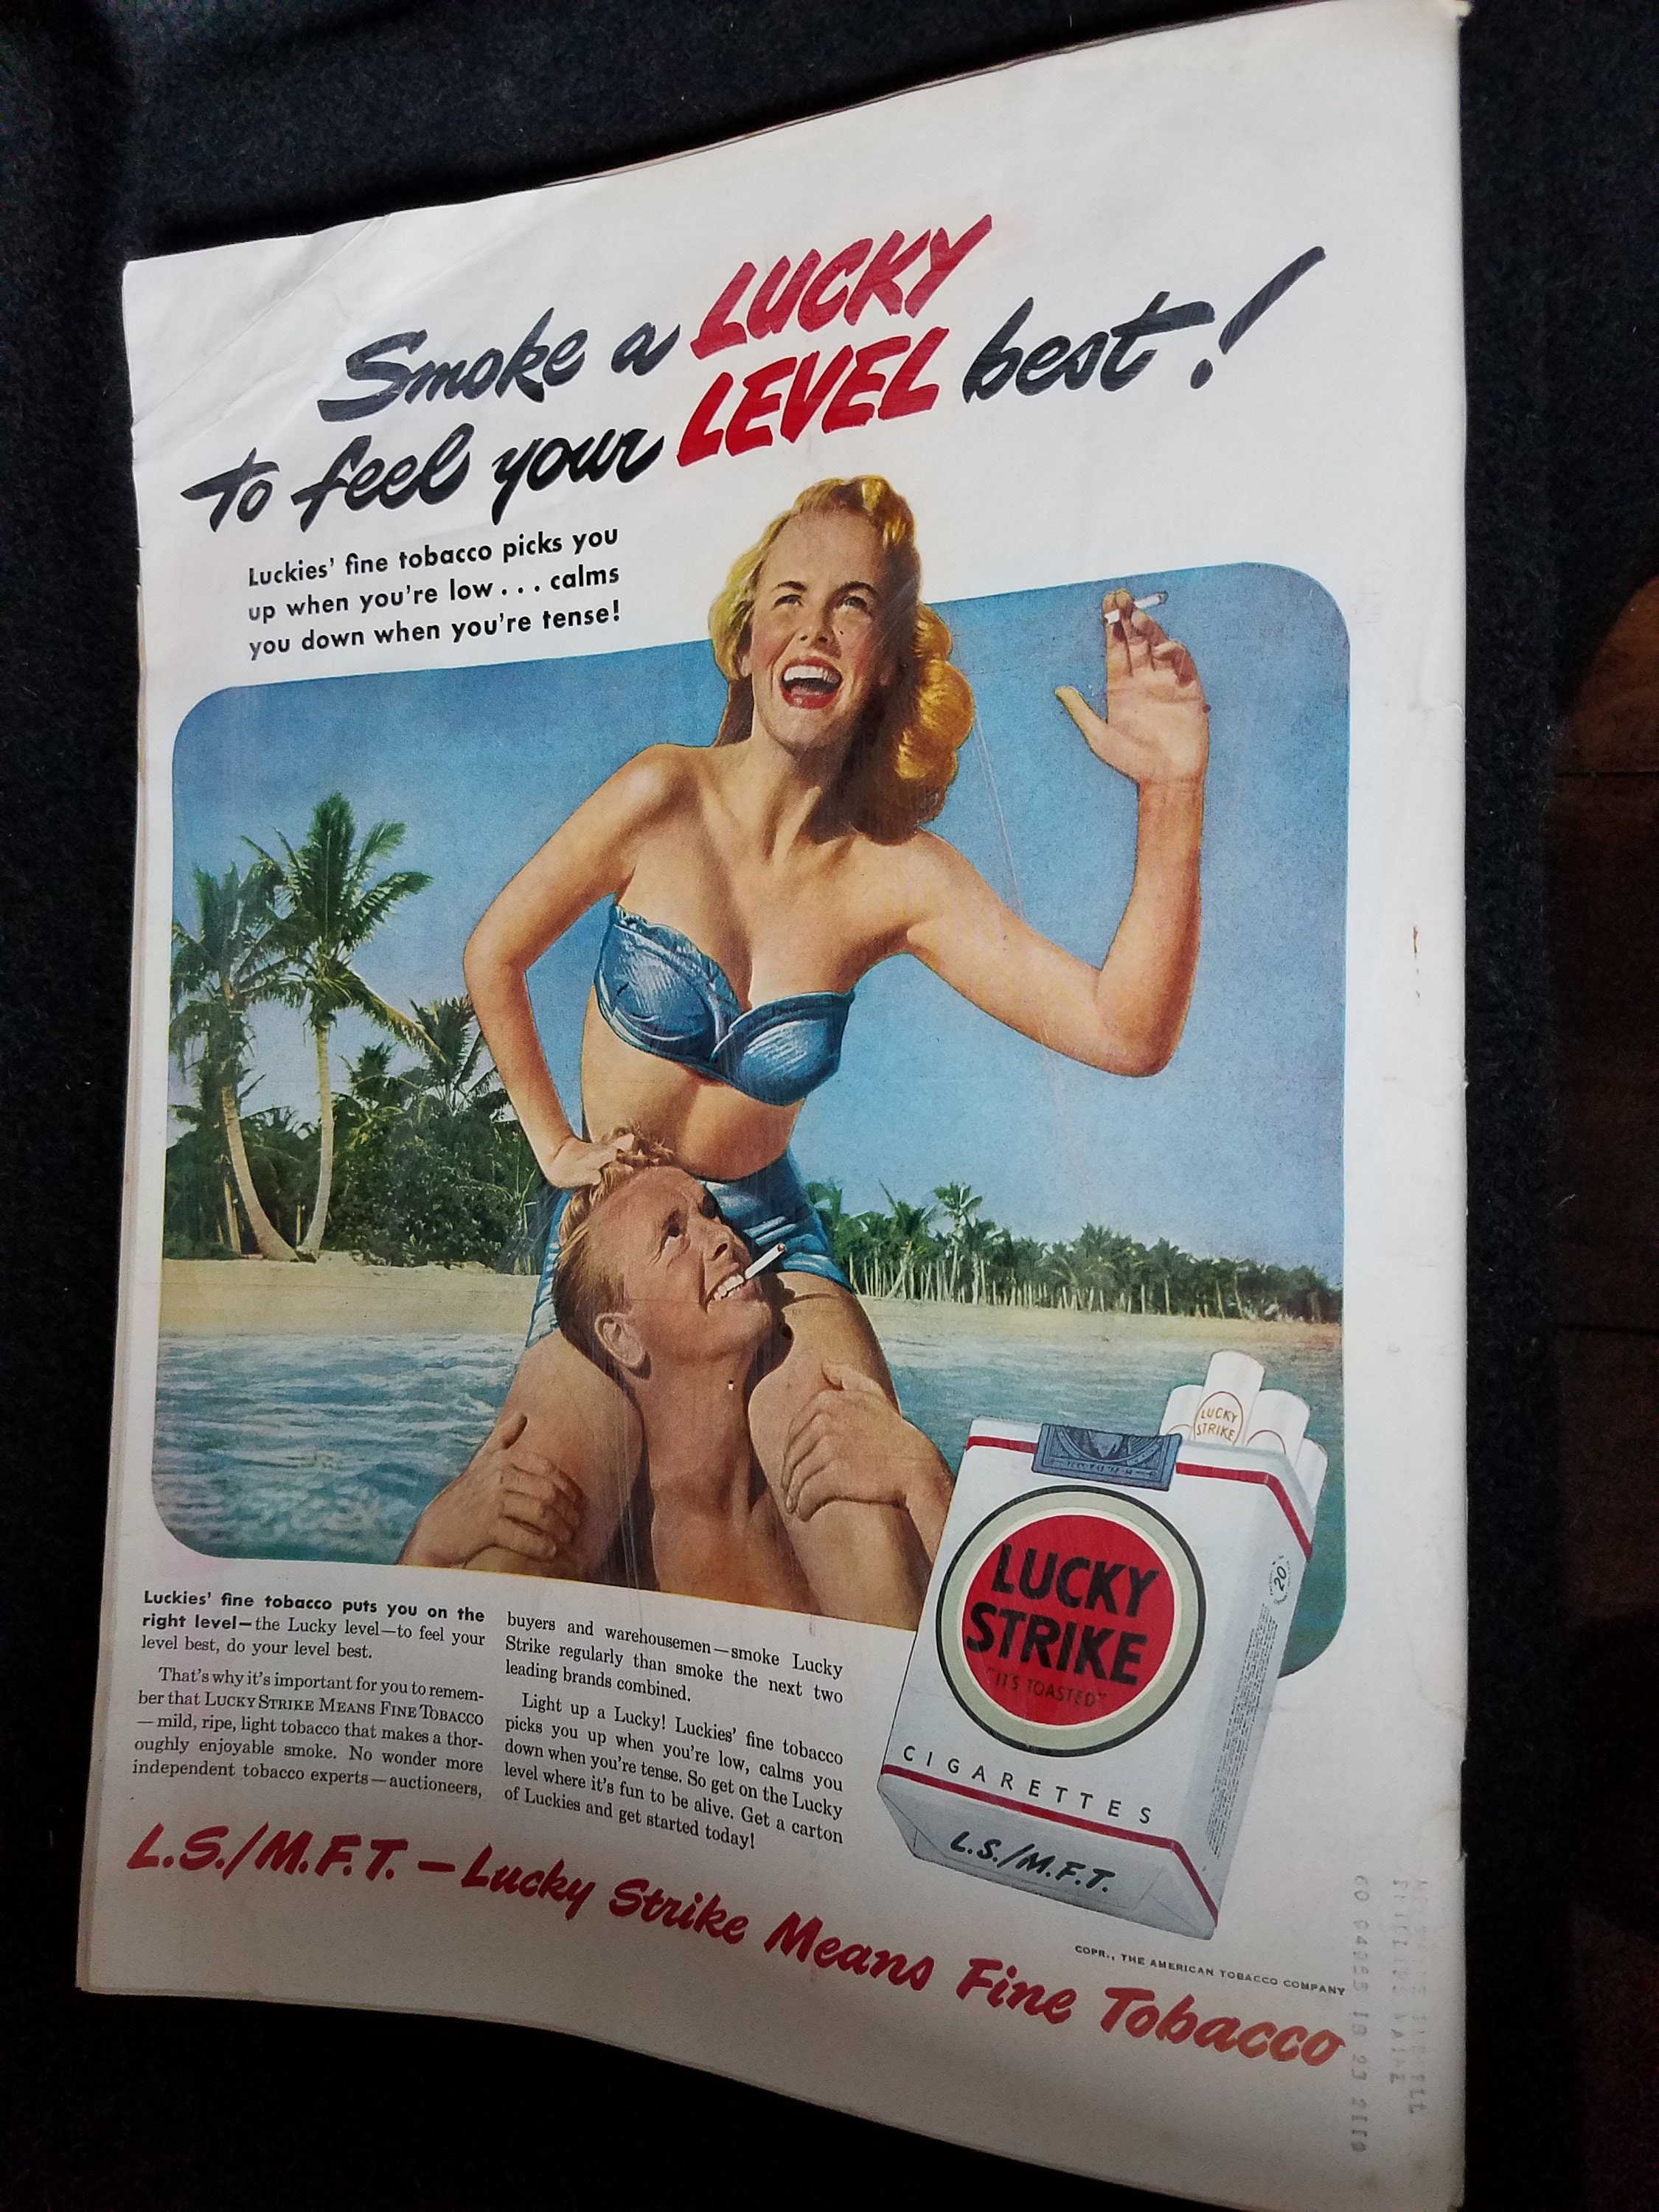 Smoke a LUCKY
to feel your LEVEL best!
Luckies' fine tobacco picks you
up when you're low . . . calms
you down when you're tense!
Luckies' fine tobacco puts you on the
right level—the Lucky level—to feel your
level best, do your level best.
That's why it's important for you to remem-
ber that LUCKY STRIKE MEANS FINE TOBACCO
—mild, ripe, light tobacco that makes a thor-
oughly enjoyable smoke. No wonder more
independent tobacco experts—auctioneers,
buyers and warehousemen—smoke Lucky
Strike regularly than smoke the next two
leading brands combined.
Light up a Lucky! Luckies' fine tobacco
picks you up when you're low, calms you
down when you're tense. So get on the Lucky
level where it's fun to be alive. Get a carton
of Luckies and get started today!
LUCKY
STRIKE
LUCKY
STRIKE
"IT'S TOASTED"
CIGARETTES
L.S./M.F.T.
20
L.S./M.F.T. — Lucky Strike Means Fine Tobacco
COPR., THE AMERICAN TOBACCO COMPANY